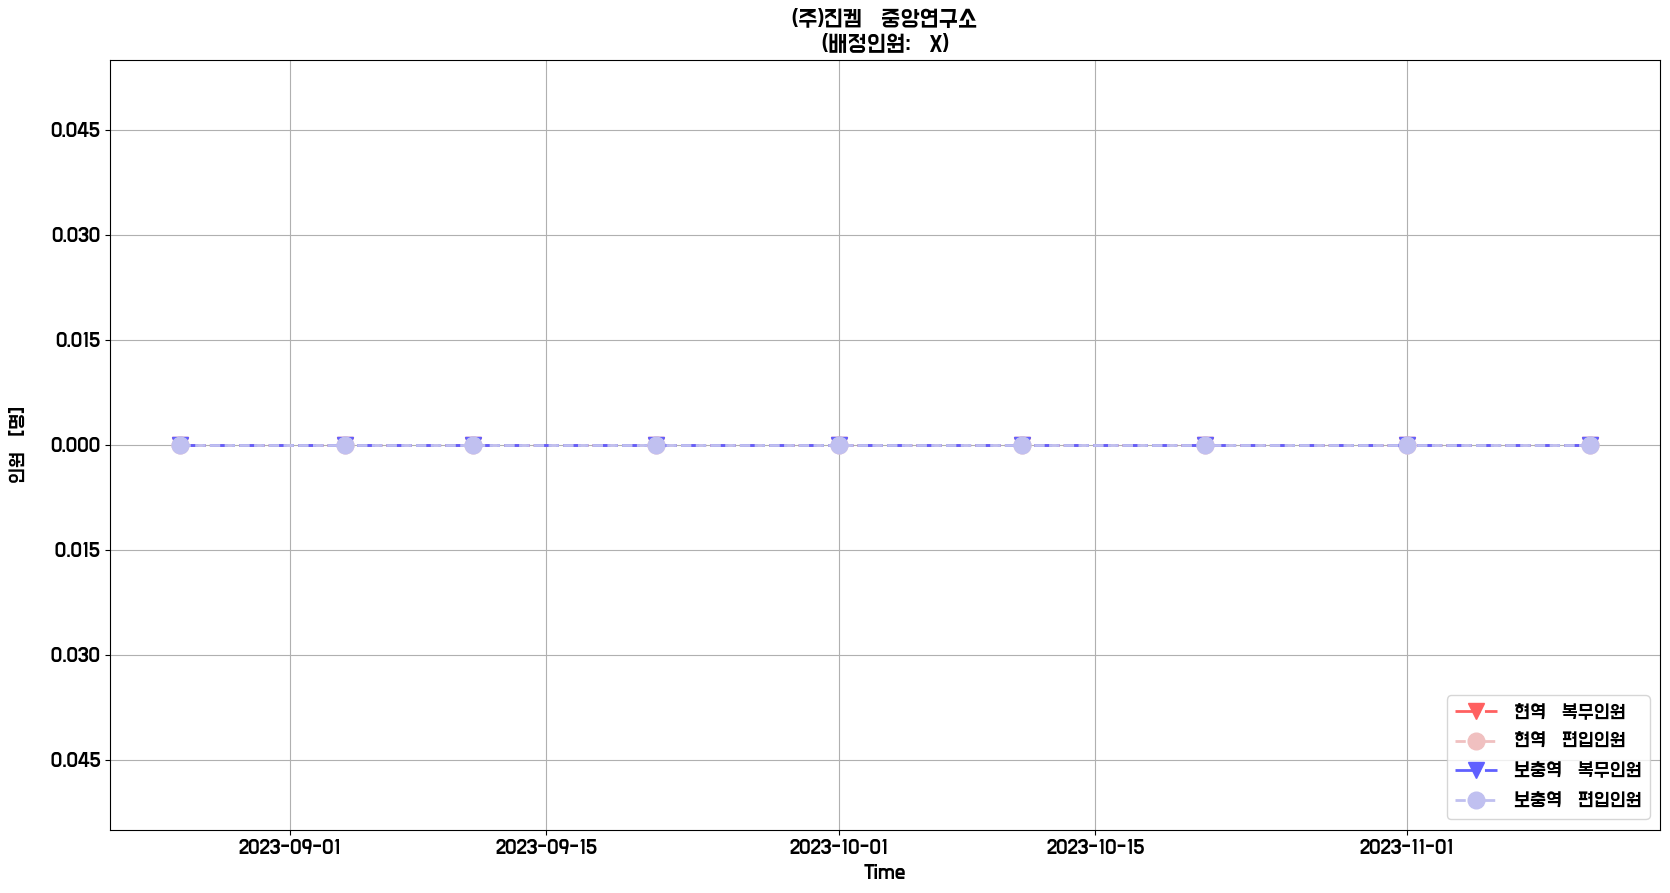 (주)진켐 중앙연구소
(배정인원: X)
0.045
0.030
0.015
0.000
0.015
0.030
0.045
인원 [명]
2023-09-01
2023-09-15
2023-10-01
2023-10-15
2023-11-01
Time
현역 복무인원
현역 편입인원
보충역 복무인원
보충역 편입인원